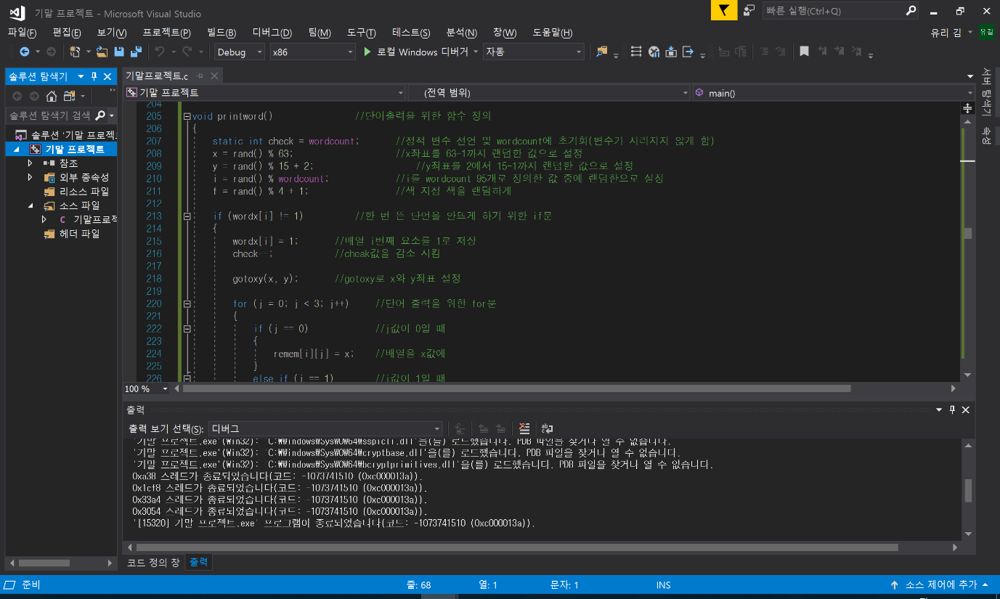 기말 프로젝트 - Microsoft Visual Studio
빠른 실행(Ctrl+Q)
파일(F) 편집(E) 보기(V) 프로젝트(P) 빌드(B) 디버그(D) 팀(M) 도구(T) 테스트(S) 분석(N) 창(W) 도움말(H)
유리 김 유김
Debug x86 로컬 Windows 디버거 자동
솔루션 탐색기
솔루션 탐색기 검색
솔루션 '기말 프로젝트
기말 프로젝트
참조
외부 종속성
리소스 파일
소스 파일
기말프로젝
헤더 파일
기말프로젝트.c
기말 프로젝트 (전역 범위) main()
204
205 void printword() //단어출력을 위한 함수 정의
206 {
207 static int check = wordcount; //정적 변수 선언 및 wordcount에 초기회(변수기 시리지지 않게 함)
208 x = rand() % 63; //x좌표를 63-1까지 랜덤한 값으로 설정
209 y = rand() % 15 + 2; //y좌표를 2에서 15-1까지 랜덤한 값으로 설정
210 i = rand() % wordcount; //i를 wordcount 95개로 정의한 값 중에 렌덤한으로 설정
211 f = rand() % 4 + 1; //색 지정 색을 랜덤하게
212
213 if (wordx[i] != 1) //한 번 뜬 단언을 안뜨게 하기 위한 if문
214 {
215 wordx[i] = 1; //배열 i번째 요소를 1로 저장
216 check--; //cheak값을 감소 시킴
217
218 gotoxy(x, y); //gotoxy로 x와 y좌표 설정
219
220 for (j = 0; j < 3; j++) //단어 출력을 위한 for문
221 {
222 if (j == 0) //j값이 0일 때
223 {
224 remem[i][j] = x; //배열을 x값에
225 }
226 else if (j == 1) //j값이 1일 때
100 %
출력
출력 보기 선택(S): 디버그
'기말 프로젝트.exe'(Win32): 'C:\Windows\SysWOW64\sspicli.dll'을(를) 로드했습니다. PDB 파일을 찾거나 열 수 없습니다.
'기말 프로젝트.exe'(Win32): 'C:\Windows\SysWOW64\cryptbase.dll'을(를) 로드했습니다. PDB 파일을 찾거나 열 수 없습니다.
'기말 프로젝트.exe'(Win32): 'C:\Windows\SysWOW64\bcryptprimitives.dll'을(를) 로드했습니다. PDB 파일을 찾거나 열 수 없습니다.
0xa38 스레드가 종료되었습니다(코드: -1073741510 (0xc000013a)).
0x1cf8 스레드가 종료되었습니다(코드: -1073741510 (0xc000013a)).
0x33a4 스레드가 종료되었습니다(코드: -1073741510 (0xc000013a)).
0x3054 스레드가 종료되었습니다(코드: -1073741510 (0xc000013a)).
'[15320] 기말 프로젝트.exe' 프로그램이 종료되었습니다(코드: -1073741510 (0xc000013a)).
코드 정의 창 출력
준비 줄: 68 열: 1 문자: 1 INS 소스 제어에 추가
서버 탐색기
속성